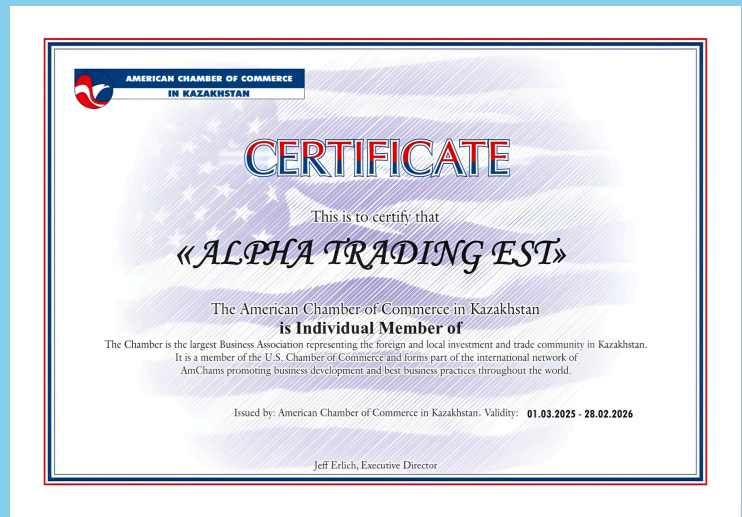 AMERICAN CHAMBER OF COMMERCE
IN KAZAKHSTAN
CERTIFICATE
This is to certify that
«ALPHA TRADING EST»
The American Chamber of Commerce in Kazakhstan
is Individual Member of
The Chamber is the largest Business Association representing the foreign and local investment and trade community in Kazakhstan.
It is a member of the U.S. Chamber of Commerce and forms part of the international network of
AmChams promoting business development and best business practices throughout the world.
Issued by: American Chamber of Commerce in Kazakhstan. Validity: 01.03.2025 - 28.02.2026
Jeff Erlich, Executive Director